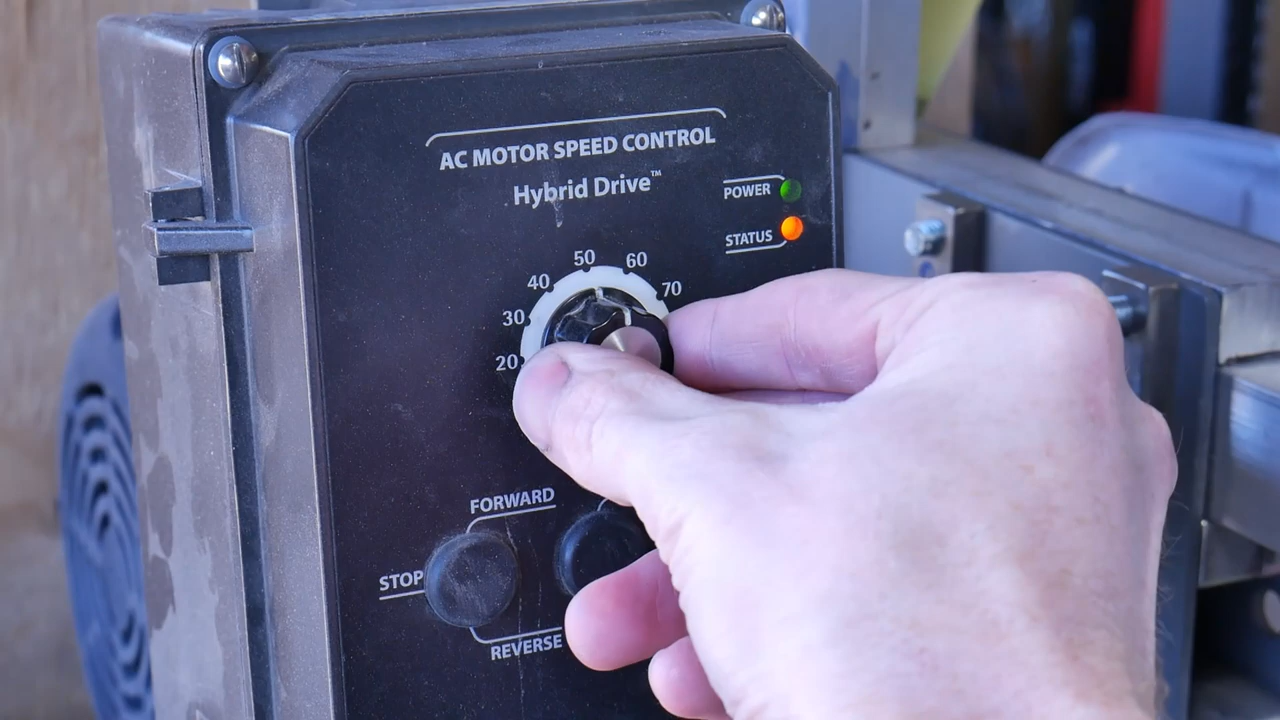 AC MOTOR SPEED CONTROL
Hybrid Drive™
POWER
STATUS
50
60
40
70
30
20
FORWARD
STOP
REVERSE